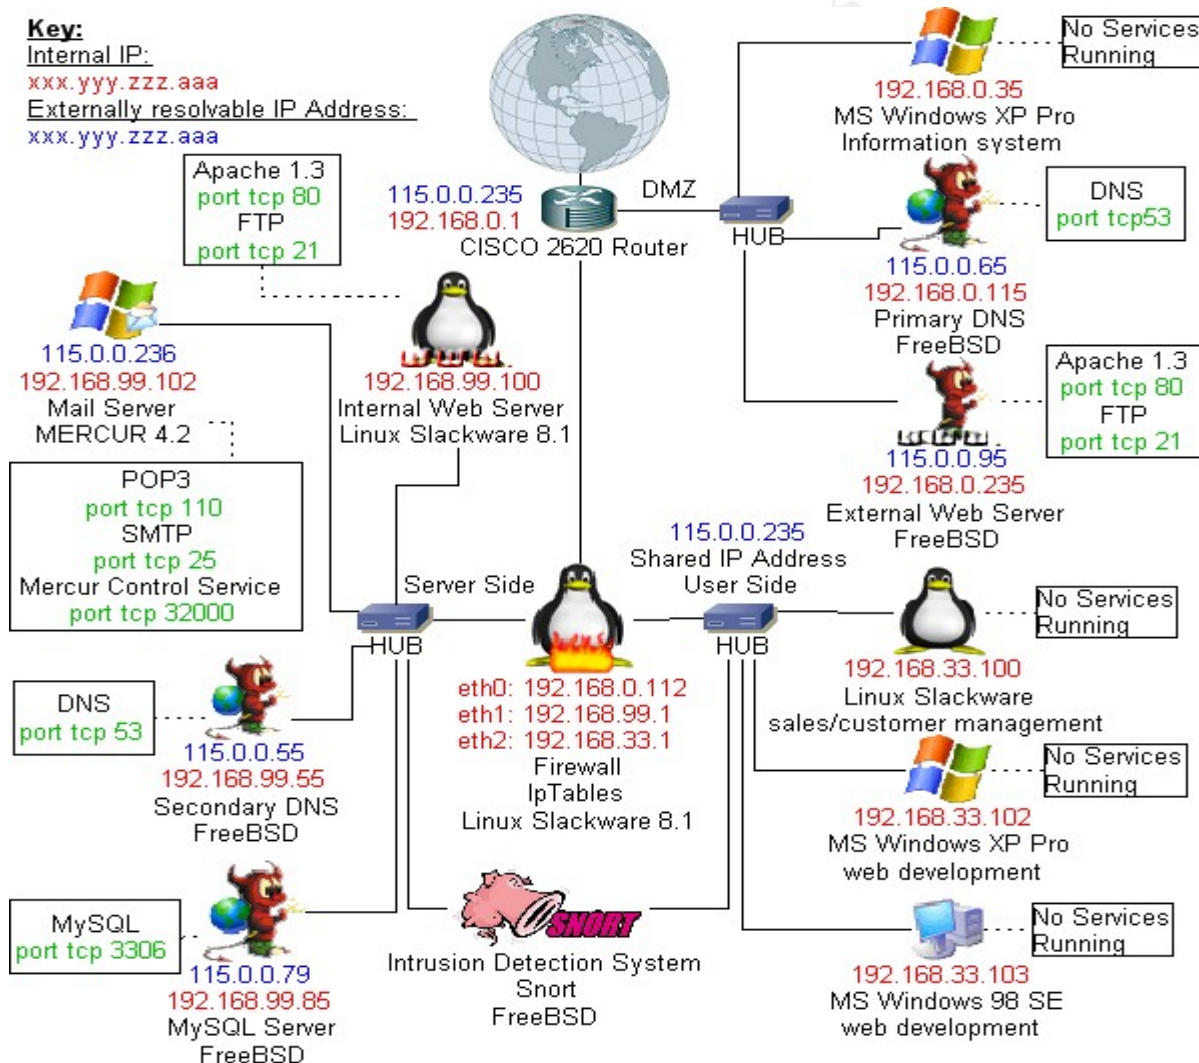 Key:
Internal IP:
xxx.yyy.zzz.aaa
Externally resolvable IP Address:
xxx.yyy.zzz.aaa
Apache 1.3
port tcp 80
FTP
port tcp 21
115.0.0.235
192.168.0.1
CISCO 2620 Router
DMZ
HUB
No Services
Running
192.168.0.35
MS Windows XP Pro
Information system
DNS
port tcp53
115.0.0.65
192.168.0.115
Primary DNS
FreeBSD
Apache 1.3
port tcp 80
FTP
port tcp 21
115.0.0.95
192.168.0.235
External Web Server
FreeBSD
115.0.0.236
192.168.99.102
Mail Server
MERCUR 4.2
192.168.99.100
Internal Web Server
Linux Slackware 8.1
POP3
port tcp 110
SMTP
port tcp 25
Mercur Control Service
port tcp 32000
Server Side
HUB
115.0.0.235
Shared IP Address
User Side
HUB
No Services
Running
192.168.33.100
Linux Slackware
sales/customer management
eth0: 192.168.0.112
eth1: 192.168.99.1
eth2: 192.168.33.1
Firewall
IpTables
Linux Slackware 8.1
DNS
port tcp 53
115.0.0.55
192.168.99.55
Secondary DNS
FreeBSD
No Services
Running
192.168.33.102
MS Windows XP Pro
web development
MySQL
port tcp 3306
115.0.0.79
192.168.99.85
MySQL Server
FreeBSD
SNORT
Intrusion Detection System
Snort
FreeBSD
No Services
Running
192.168.33.103
MS Windows 98 SE
web development